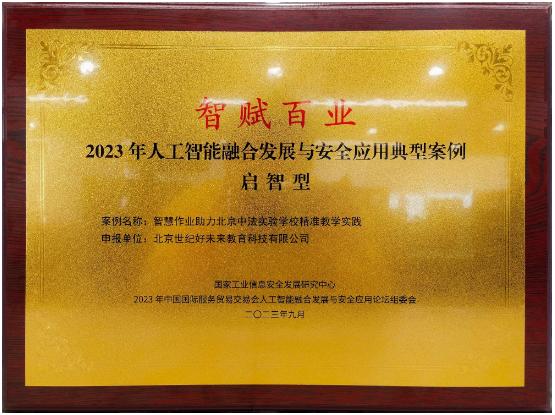 智赋百业
2023年人工智能融合发展与安全应用典型案例
启智型
案例名称：智慧作业助力北京中法实验学校精准教学实践
申报单位：北京世纪好未来教育科技有限公司
国家工业信息安全发展研究中心
2023年中国国际服务贸易交易会人工智能融合发展与安全应用论坛组委会
二〇二三年九月